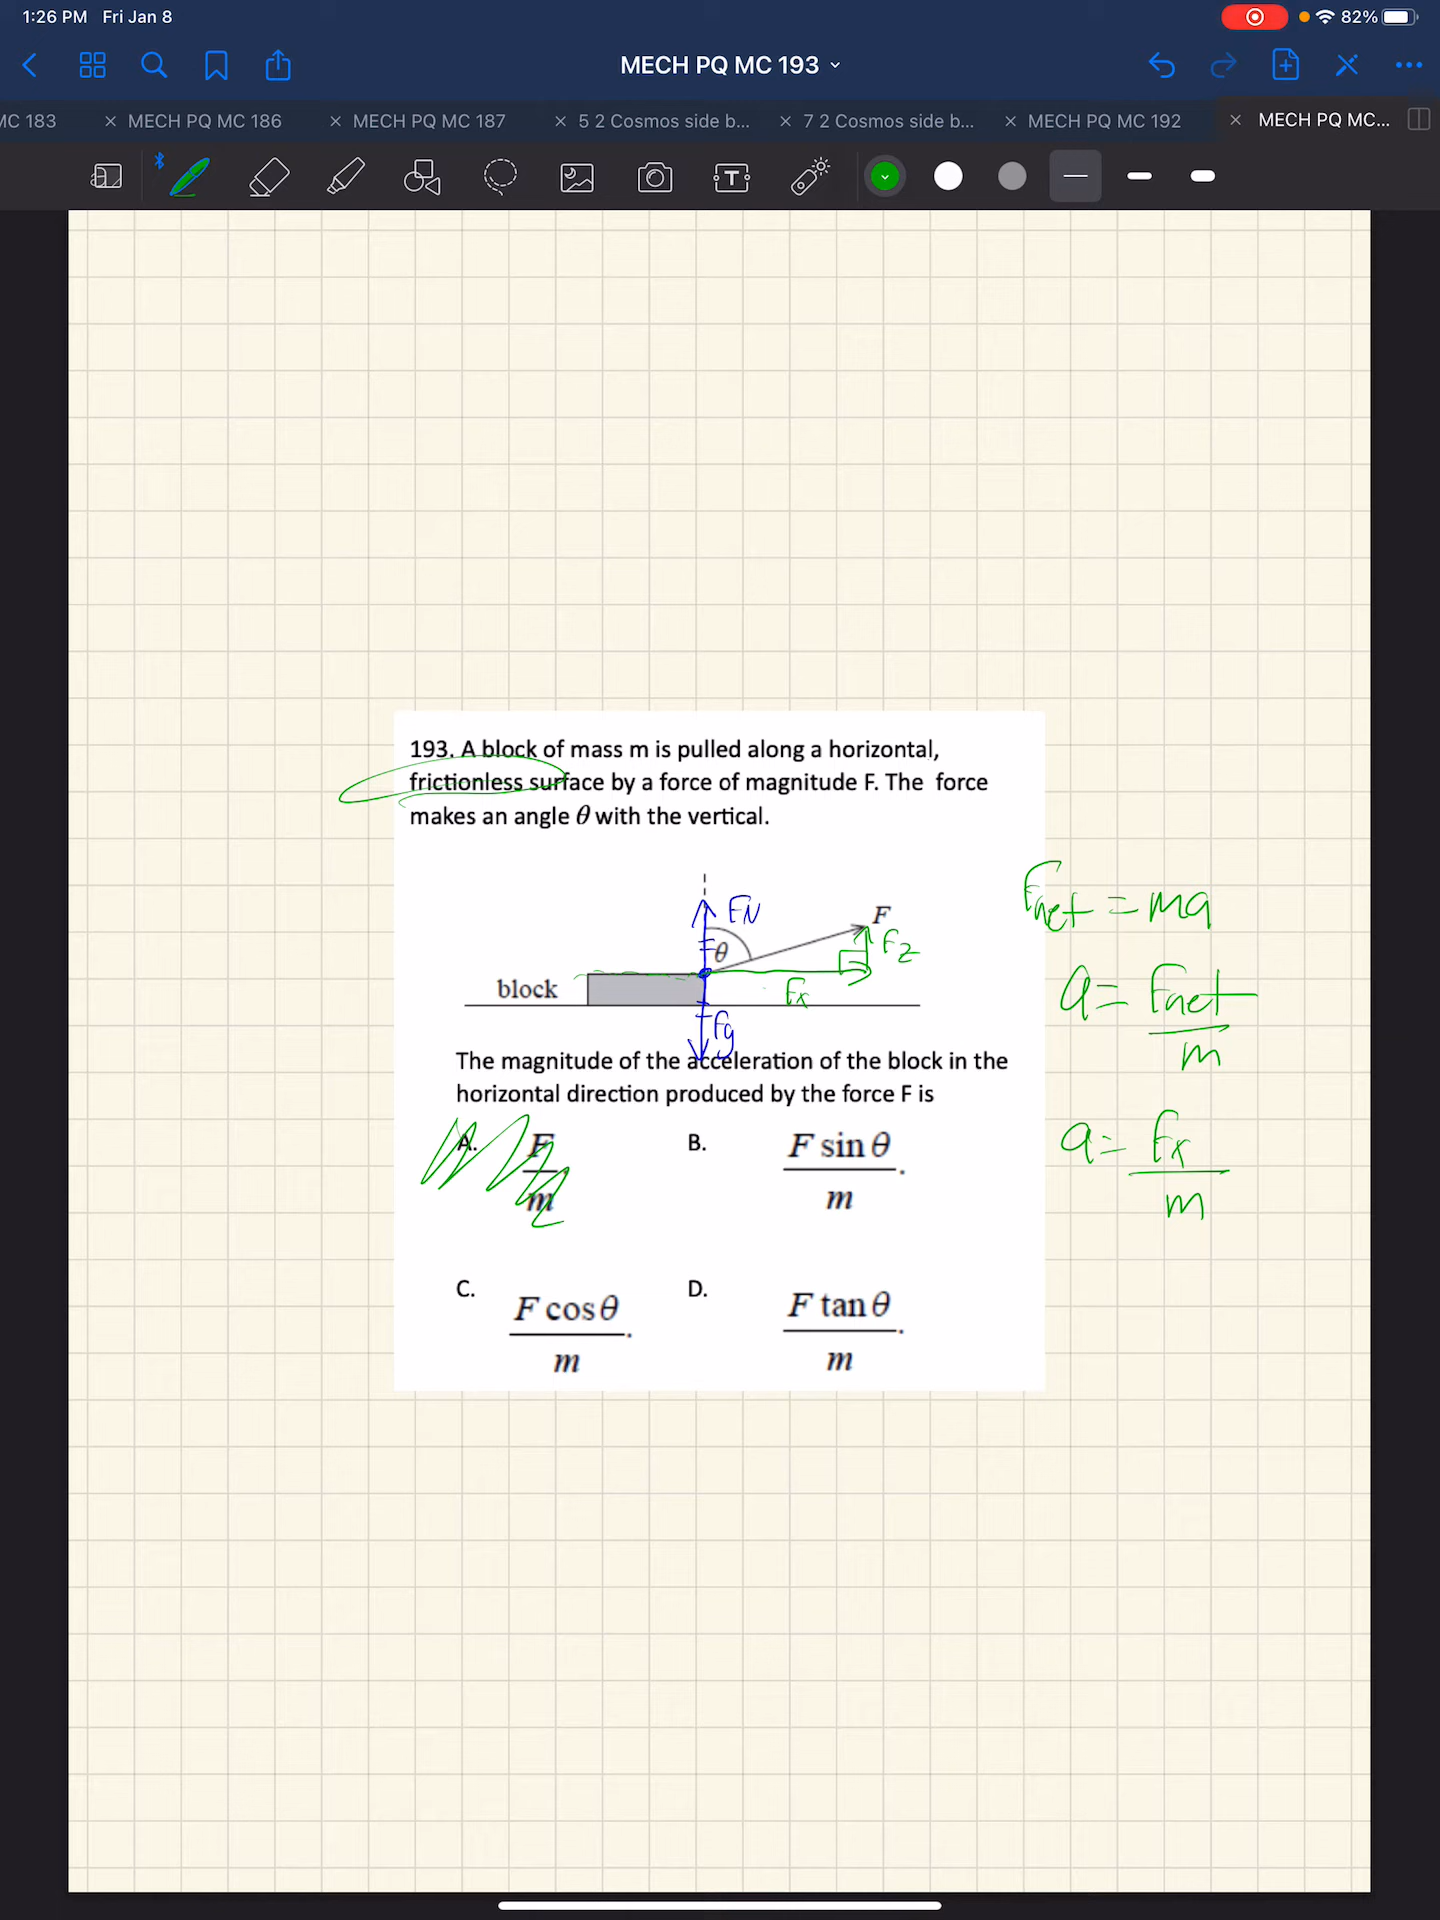 1:26 PM Fri Jan 8
82%
MECH PQ MC 193
MC 183
MECH PQ MC 186
MECH PQ MC 187
5 2 Cosmos side b...
7 2 Cosmos side b...
MECH PQ MC 192
MECH PQ MC...
193. A block of mass m is pulled along a horizontal,
frictionless surface by a force of magnitude F. The force
makes an angle θ with the vertical.
FN
F
Fz
θ
block
Fx
Fg
Fnet = ma
a = Fnet
m
a = Fx
m
The magnitude of the acceleration of the block in the
horizontal direction produced by the force F is
A. F
m
B. F sin θ
m .
C. F cos θ
m .
D. F tan θ
m .